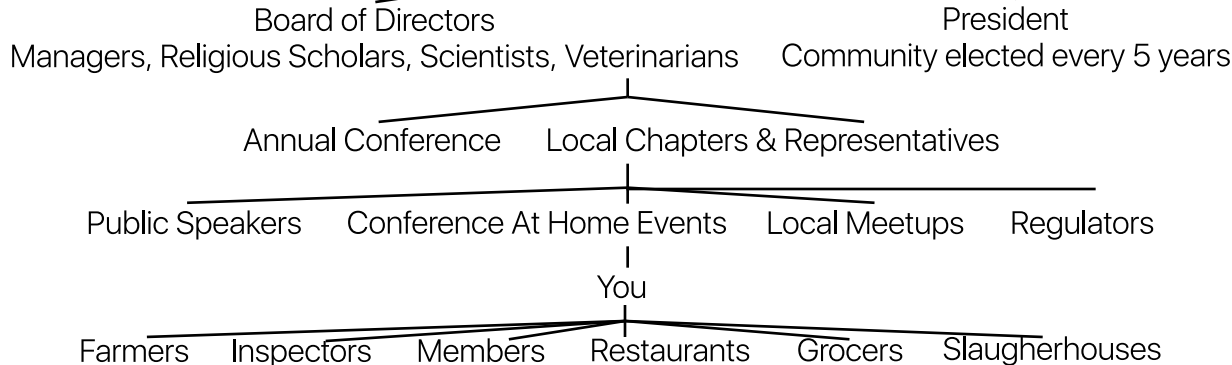 Board of Directors
President
Managers, Religious Scholars, Scientists, Veterinarians
Community elected every 5 years
Annual Conference
Local Chapters & Representatives
Public Speakers
Conference At Home Events
Local Meetups
Regulators
You
Farmers
Inspectors
Members
Restaurants
Grocers
Slaugherhouses